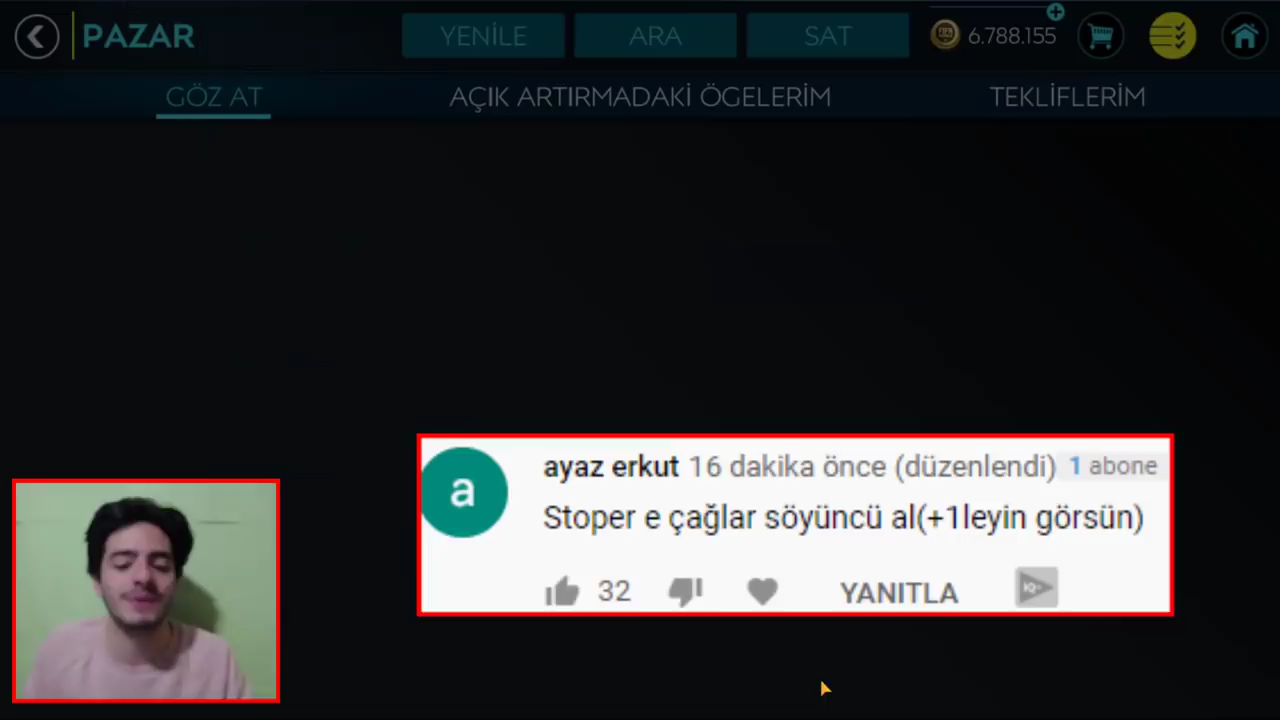 PAZAR
YENİLE
ARA
SAT
6.788.155
GÖZ AT
AÇIK ARTIRMADAKİ ÖGELERİM
TEKLİFLERİM
ayaz erkut 16 dakika önce (düzenlendi) 1 abone
a
Stoper e çağlar söyüncü al(+1leyin görsün)
32
YANITLA